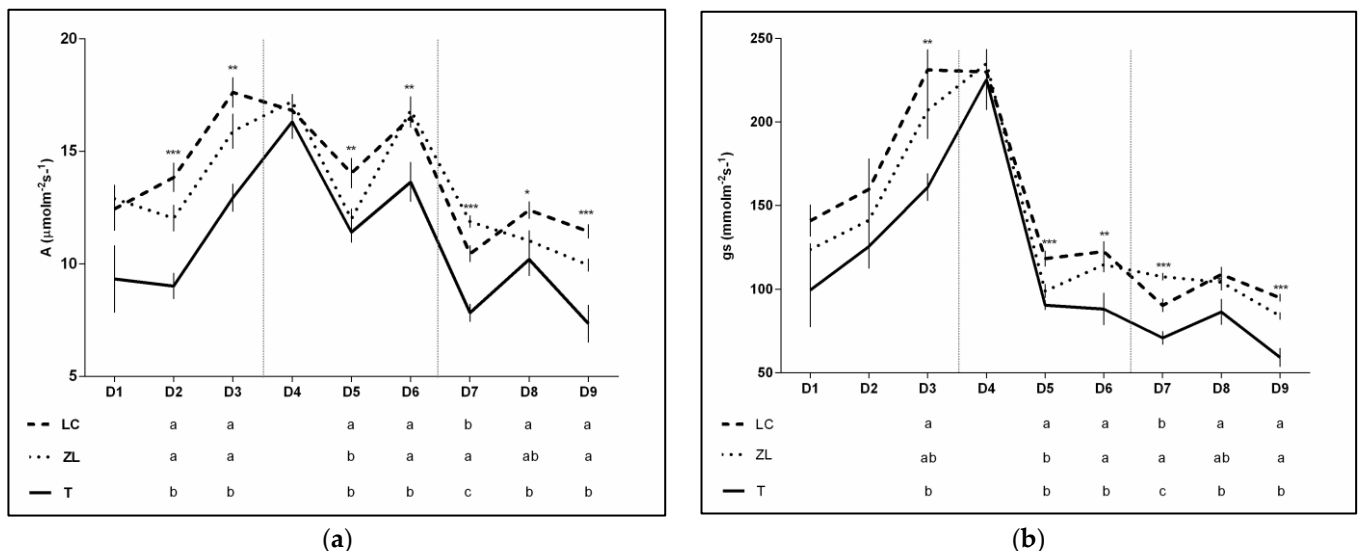 20
**
**
***
15
**
***
*
***
10
5
A (μmolm⁻²s⁻¹)
D1 D2 D3 D4 D5 D6 D7 D8 D9
LC a a a a b a a
ZL a a b a a ab a
T b b b b c b b
(a)
250
**
200
150
***
**
***
100
***
50
gs (mmolm⁻²s⁻¹)
D1 D2 D3 D4 D5 D6 D7 D8 D9
LC a a a b a a
ZL ab b a a ab a
T b b b c b b
(b)